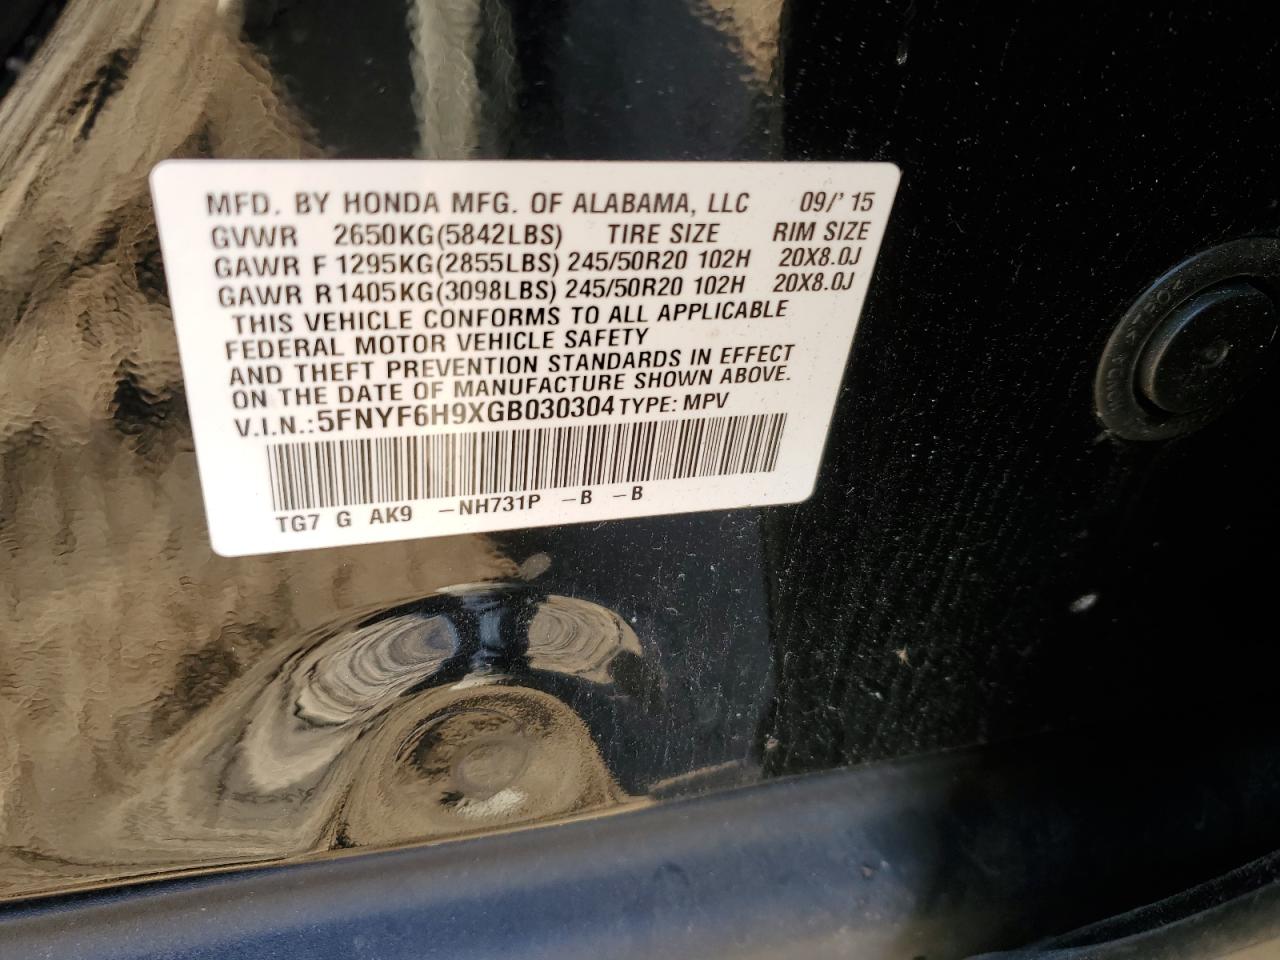 MFD. BY HONDA MFG. OF ALABAMA, LLC 09/' 15
GVWR 2650KG(5842LBS) TIRE SIZE RIM SIZE
GAWR F 1295KG(2855LBS) 245/50R20 102H 20X8.0J
GAWR R1405KG(3098LBS) 245/50R20 102H 20X8.0J
THIS VEHICLE CONFORMS TO ALL APPLICABLE
FEDERAL MOTOR VEHICLE SAFETY
AND THEFT PREVENTION STANDARDS IN EFFECT
ON THE DATE OF MANUFACTURE SHOWN ABOVE.
V.I.N.:5FNYF6H9XGB030304 TYPE: MPV
TG7 G AK9 -NH731P -B -B